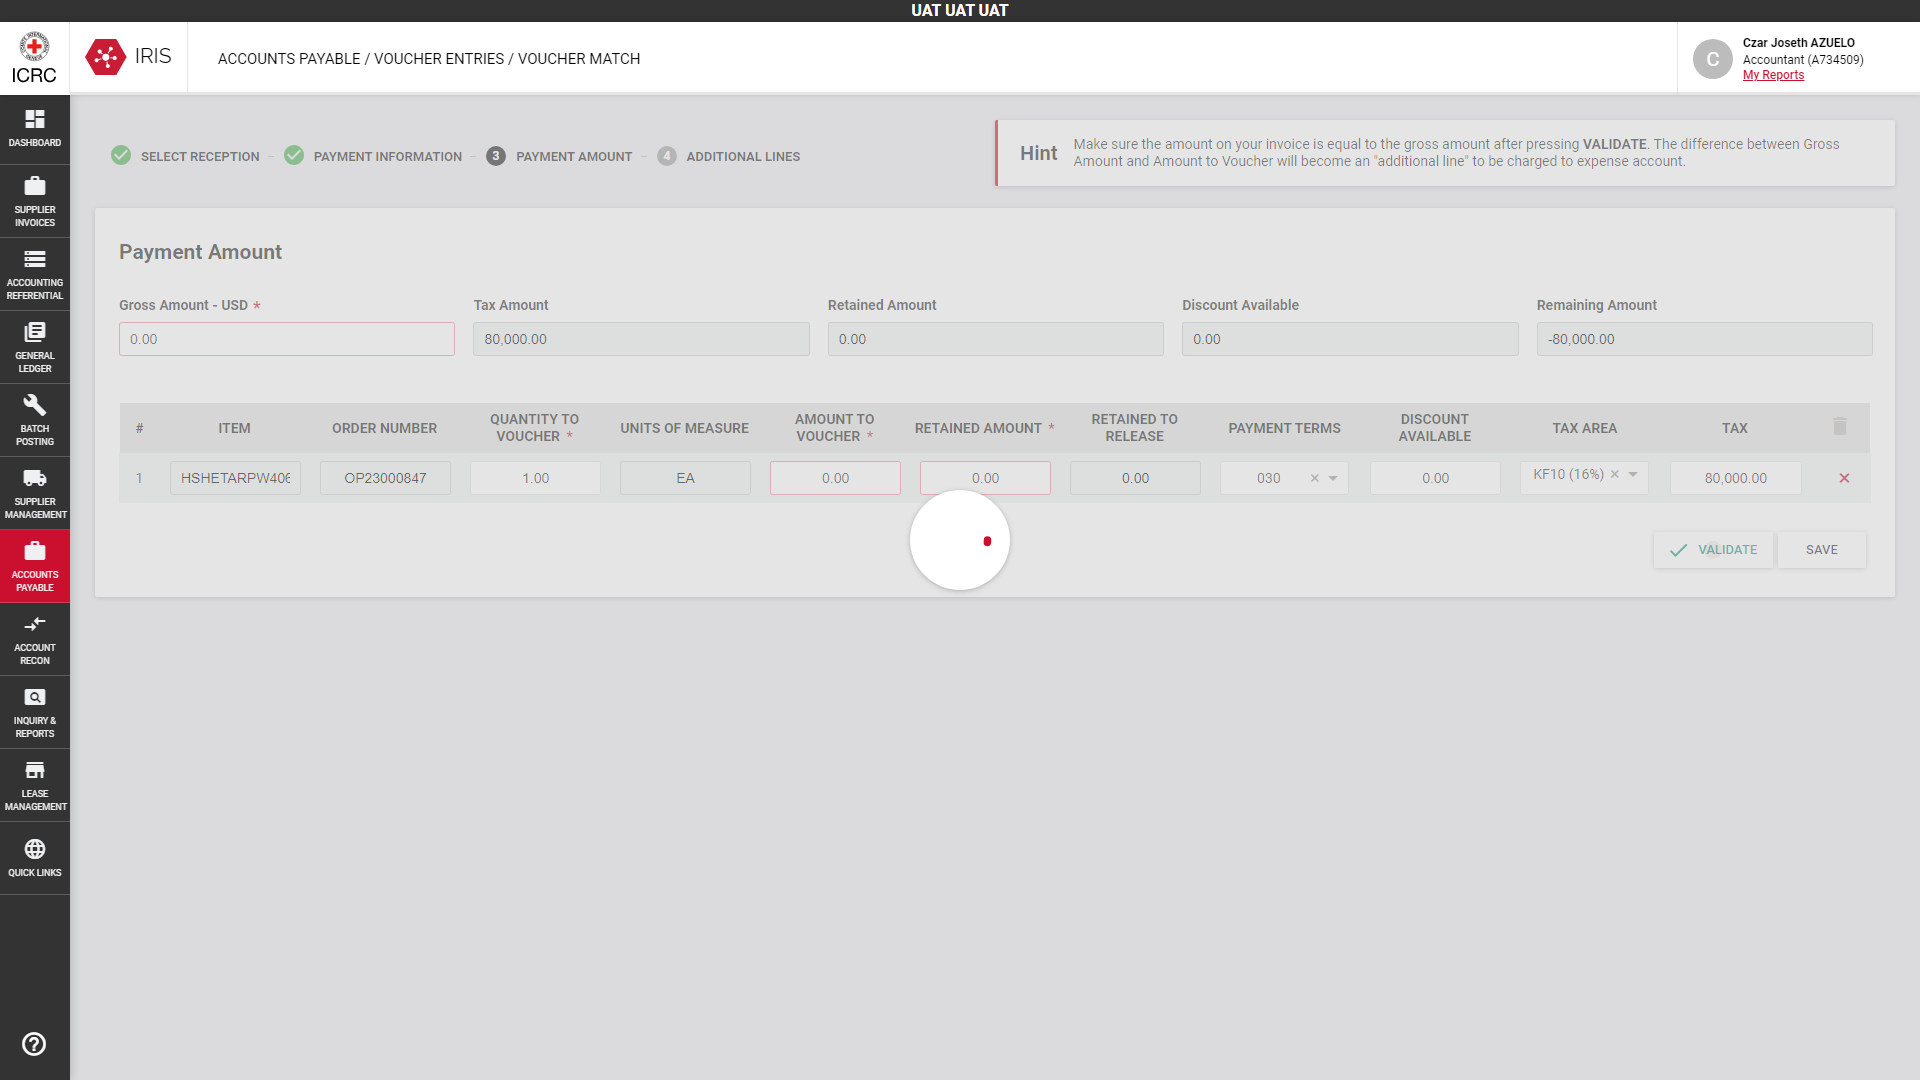 UAT UAT UAT
ICRC
IRIS
ACCOUNTS PAYABLE / VOUCHER ENTRIES / VOUCHER MATCH
C
Czar Joseth AZUELO
Accountant (A734509)
My Reports
DASHBOARD
SUPPLIER
INVOICES
ACCOUNTING
REFERENTIAL
GENERAL
LEDGER
BATCH
POSTING
SUPPLIER
MANAGEMENT
ACCOUNTS
PAYABLE
ACCOUNT
RECON
INQUIRY &
REPORTS
LEASE
MANAGEMENT
QUICK LINKS
SELECT RECEPTION
PAYMENT INFORMATION
3 PAYMENT AMOUNT
4 ADDITIONAL LINES
Hint
Make sure the amount on your invoice is equal to the gross amount after pressing VALIDATE. The difference between Gross
Amount and Amount to Voucher will become an "additional line" to be charged to expense account.
Payment Amount
Gross Amount - USD * Tax Amount Retained Amount Discount Available Remaining Amount
0.00 80,000.00 0.00 0.00 -80,000.00
# ITEM ORDER NUMBER QUANTITY TO VOUCHER * UNITS OF MEASURE AMOUNT TO VOUCHER * RETAINED AMOUNT * RETAINED TO RELEASE PAYMENT TERMS DISCOUNT AVAILABLE TAX AREA TAX
1 HSHETARPW406 OP23000847 1.00 EA 0.00 0.00 0.00 030 0.00 KF10 (16%) 80,000.00
VALIDATE SAVE